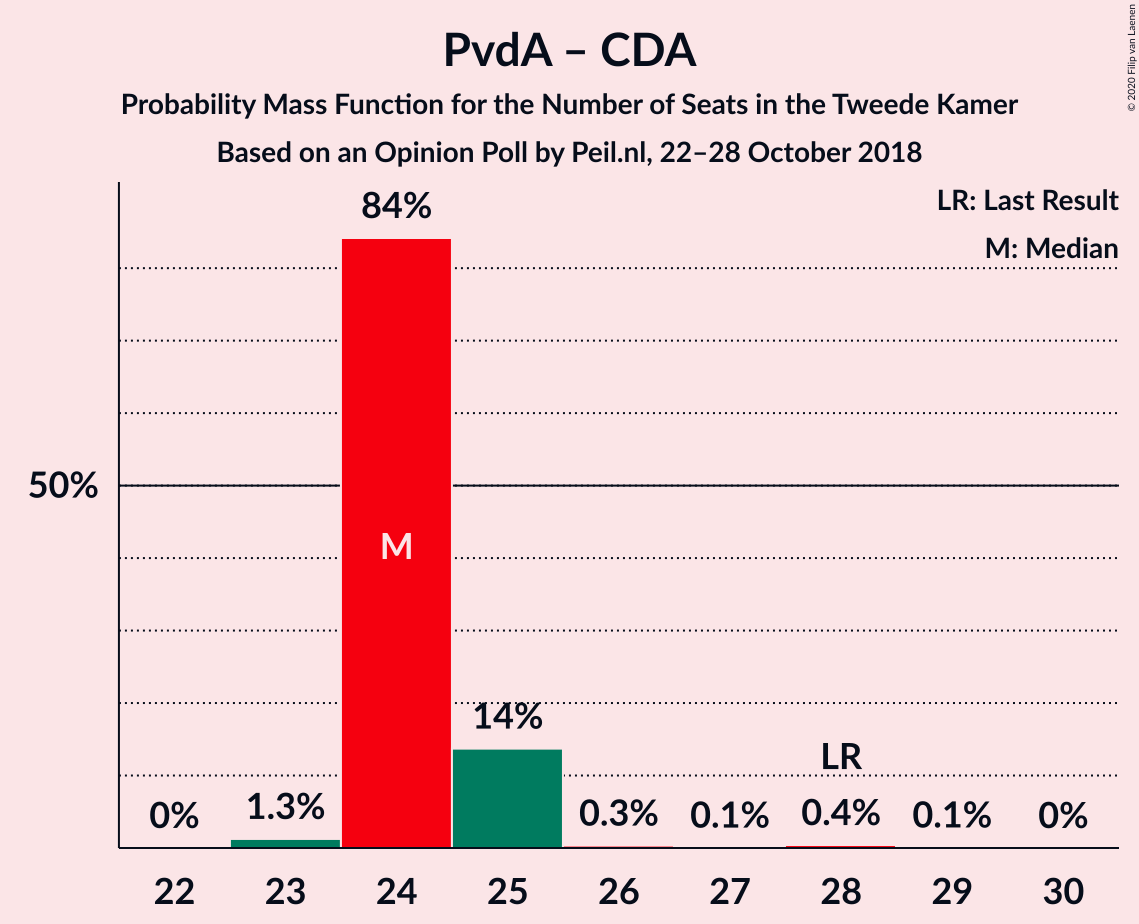 PvdA – CDA
Probability Mass Function for the Number of Seats in the Tweede Kamer
Based on an Opinion Poll by Peil.nl, 22–28 October 2018
© 2020 Filip van Laenen
LR: Last Result
M: Median
84%
50%
M
14%
LR
0%
1.3%
0.3%
0.1%
0.4%
0.1%
0%
22 23 24 25 26 27 28 29 30